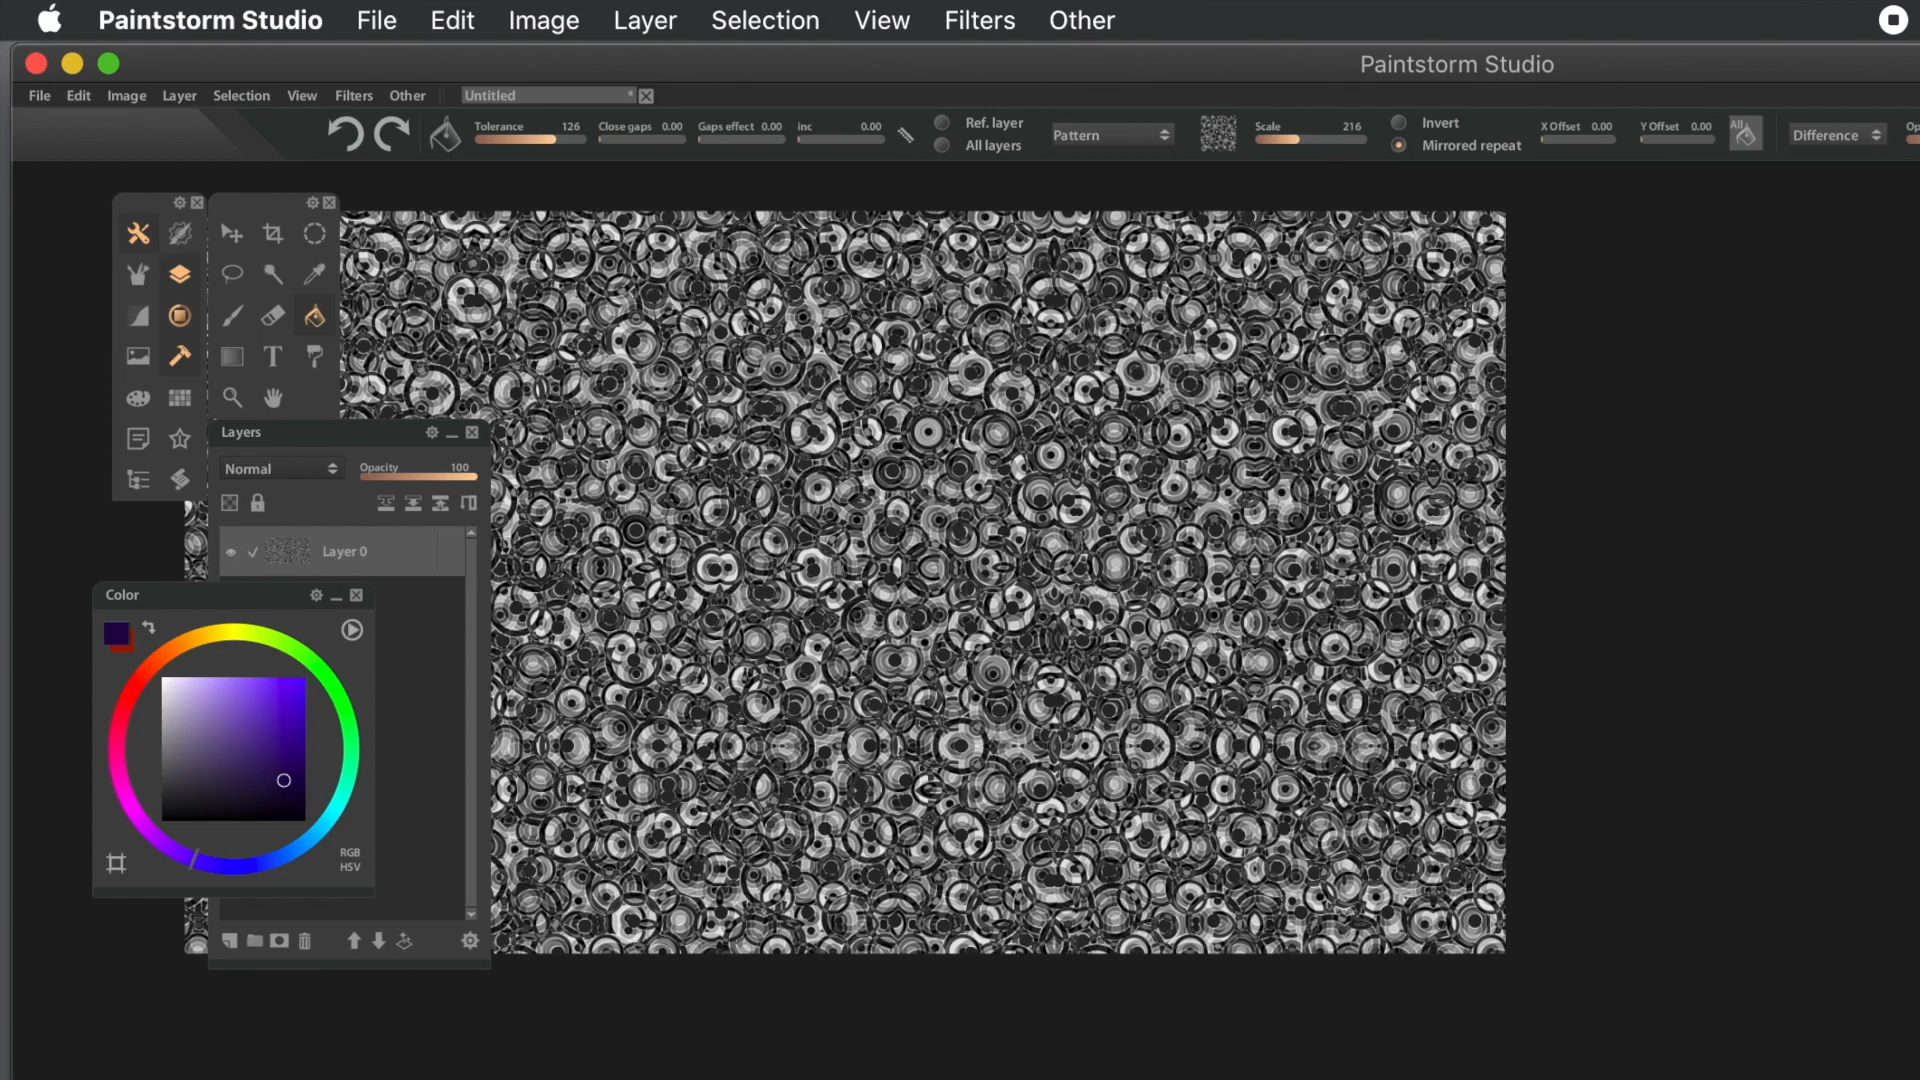 Paintstorm Studio File Edit Image Layer Selection View Filters Other
Paintstorm Studio
File Edit Image Layer Selection View Filters Other Untitled *
Tolerance 126 Close gaps 0.00 Gaps effect 0.00 inc 0.00
Ref. layer
All layers
Pattern
Scale 216
Invert
Mirrored repeat
X Offset 0.00 Y Offset 0.00
All
Difference
T
Layers
Normal
Opacity 100
Layer 0
Color
RGB
HSV